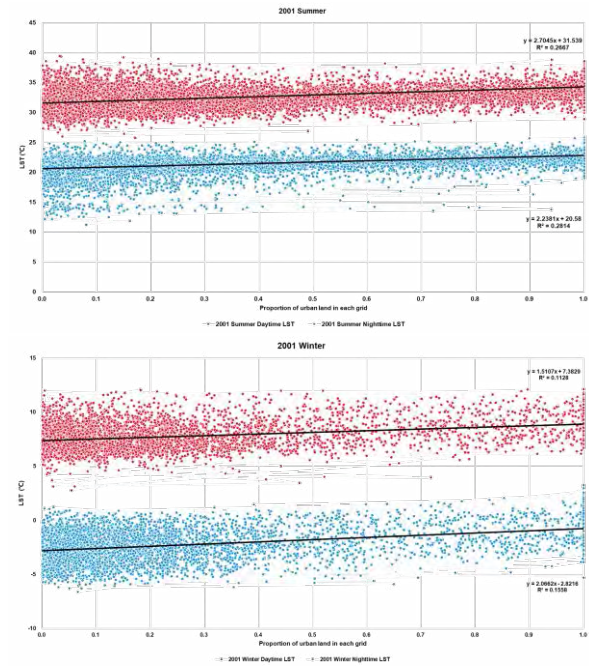 2001 Summer
45
40
35
30
25
20
15
10
5
0
LST (°C)
y = 2.7045x + 31.539
R² = 0.2667
y = 2.2381x + 20.58
R² = 0.2814
0.0 0.1 0.2 0.3 0.4 0.5 0.6 0.7 0.8 0.9 1.0
Proportion of urban land in each grid
2001 Summer Daytime LST 2001 Summer Nighttime LST
2001 Winter
15
10
5
0
-5
-10
LST (°C)
y = 1.5107x + 7.3829
R² = 0.1128
y = 2.0662x - 2.8216
R² = 0.1558
0.0 0.1 0.2 0.3 0.4 0.5 0.6 0.7 0.8 0.9 1.0
Proportion of urban land in each grid
2001 Winter Daytime LST 2001 Winter Nighttime LST